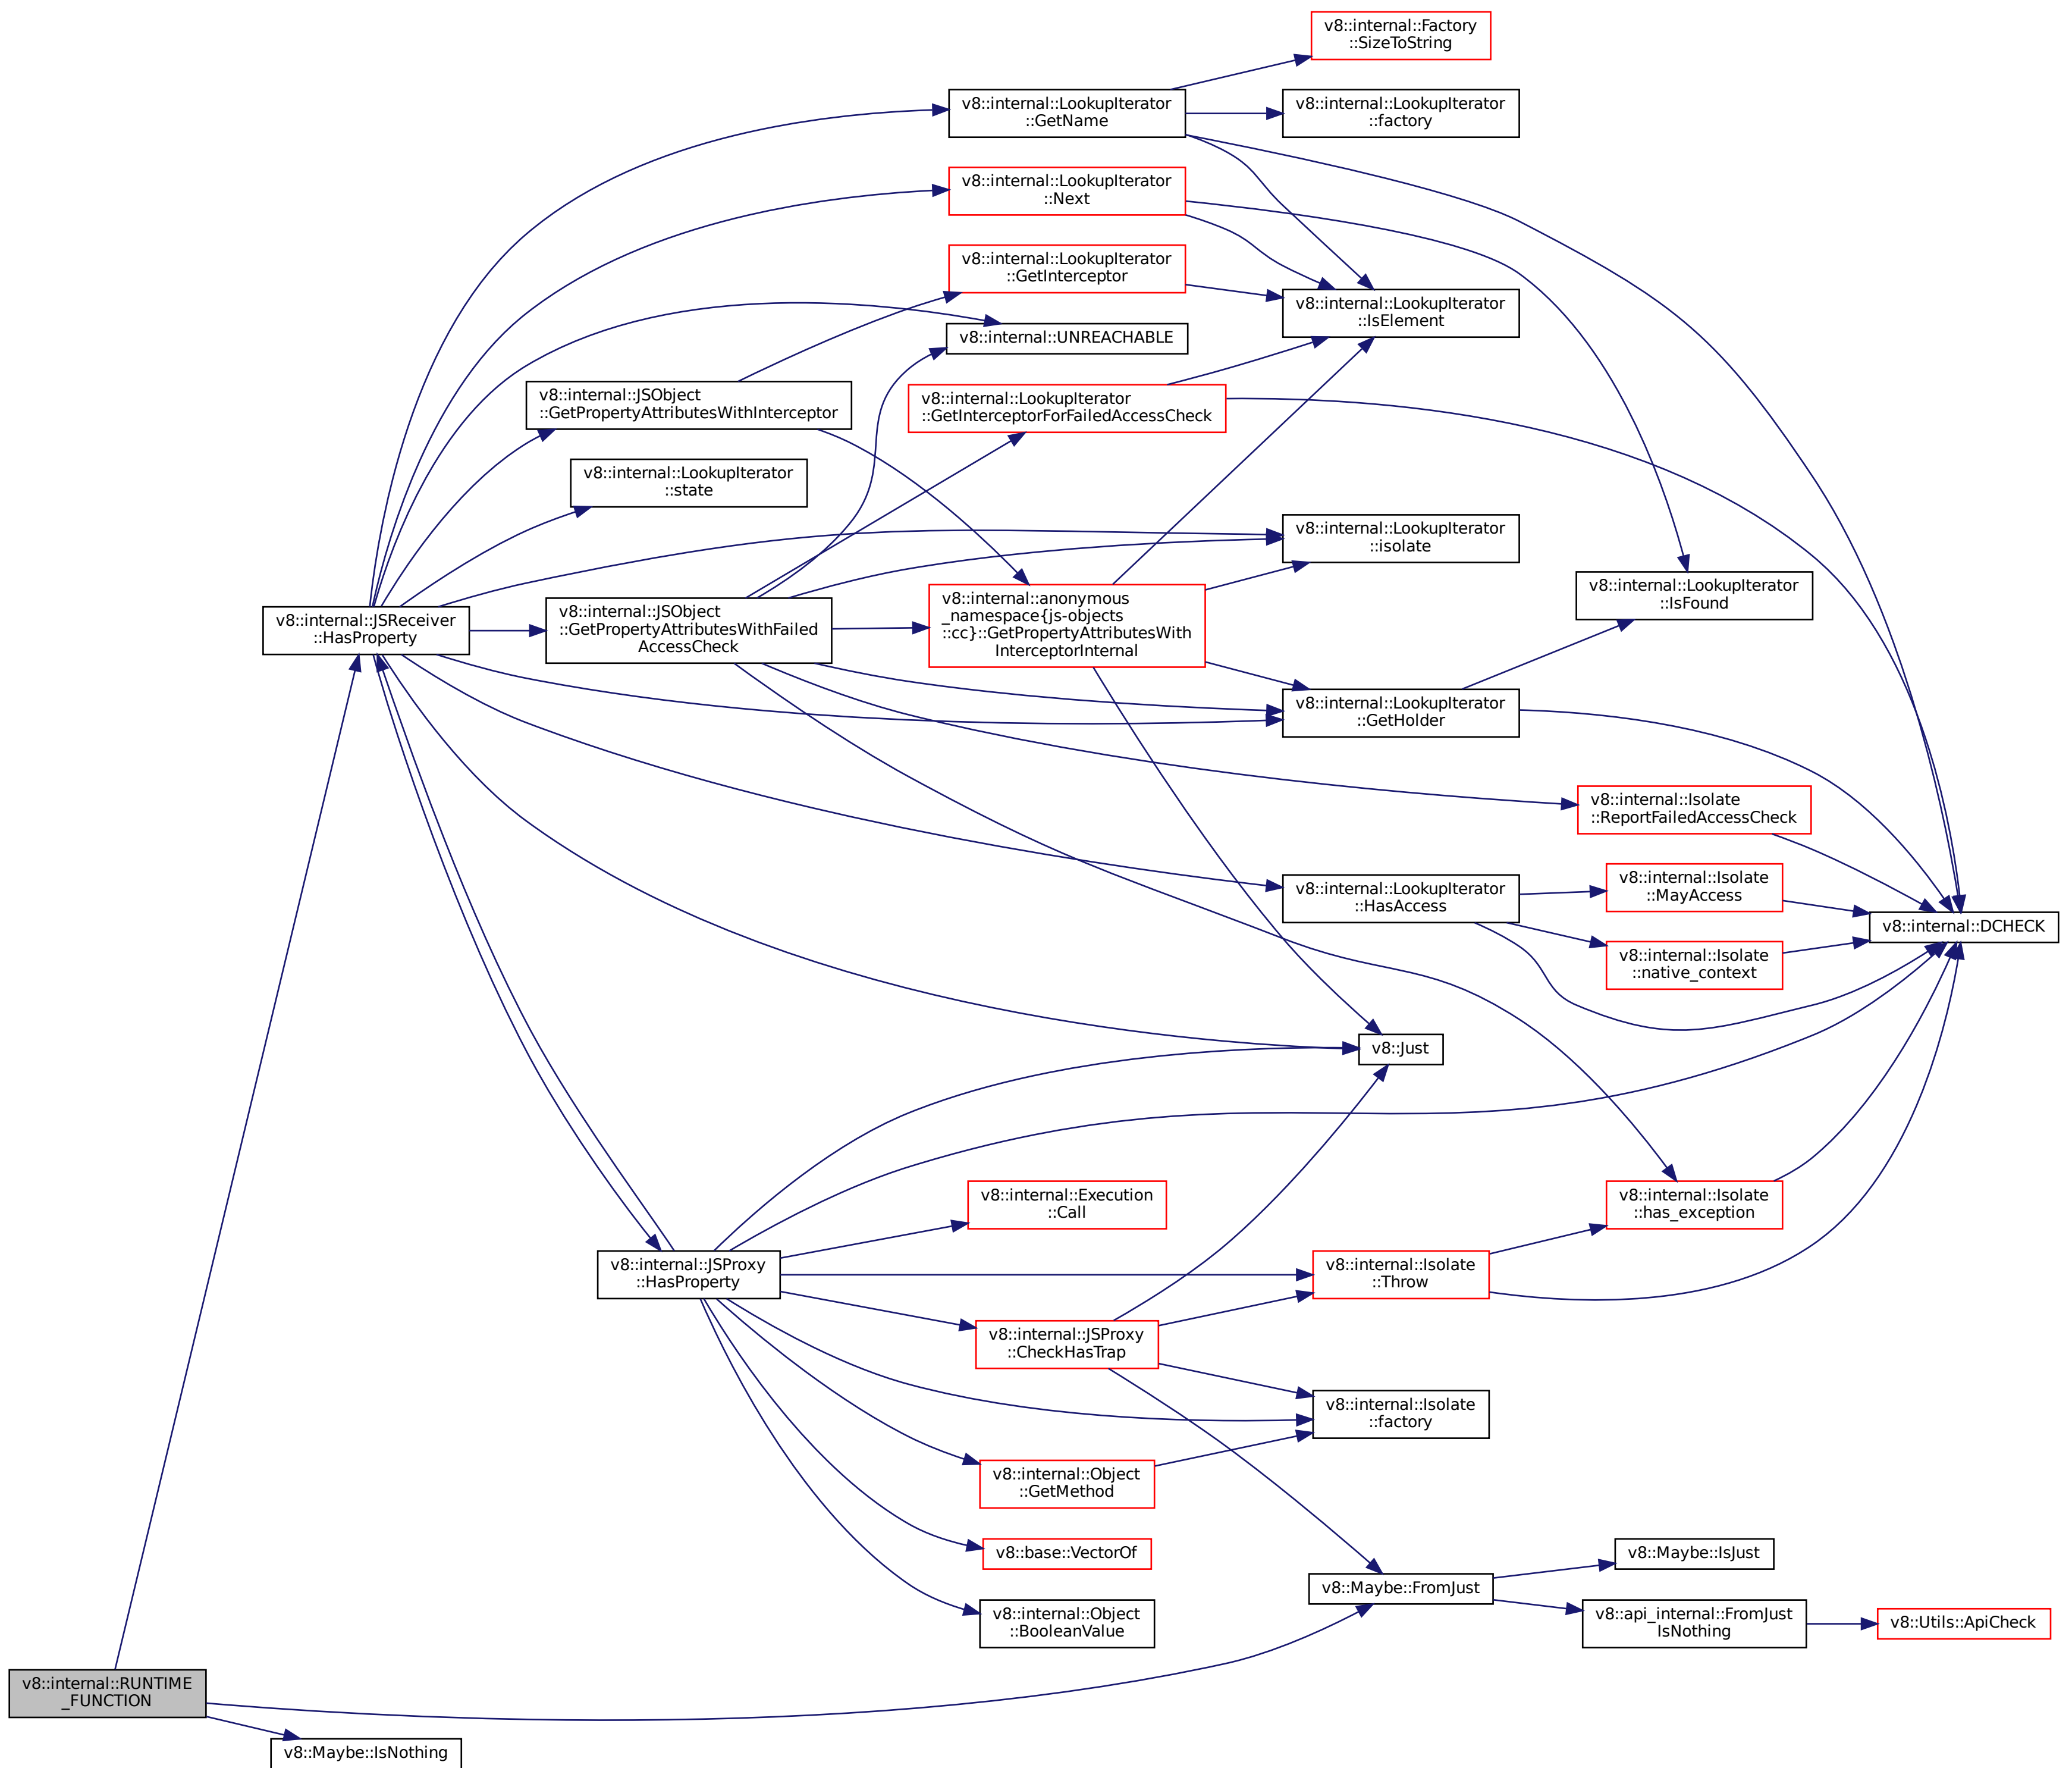 v8::internal::Factory
::SizeToString
v8::internal::LookupIterator
::GetName
v8::internal::LookupIterator
::factory
v8::internal::LookupIterator
::Next
v8::internal::LookupIterator
::GetInterceptor
v8::internal::LookupIterator
::IsElement
v8::internal::UNREACHABLE
v8::internal::JSObject
::GetPropertyAttributesWithInterceptor
v8::internal::LookupIterator
::GetInterceptorForFailedAccessCheck
v8::internal::LookupIterator
::state
v8::internal::LookupIterator
::isolate
v8::internal::LookupIterator
::IsFound
v8::internal::JSReceiver
::HasProperty
v8::internal::JSObject
::GetPropertyAttributesWithFailed
AccessCheck
v8::internal::anonymous
_namespace{js-objects
::cc}::GetPropertyAttributesWith
InterceptorInternal
v8::internal::LookupIterator
::GetHolder
v8::internal::Isolate
::ReportFailedAccessCheck
v8::internal::LookupIterator
::HasAccess
v8::internal::Isolate
::MayAccess
v8::internal::DCHECK
v8::internal::Isolate
::native_context
v8::Just
v8::internal::Execution
::Call
v8::internal::Isolate
::has_exception
v8::internal::JSProxy
::HasProperty
v8::internal::Isolate
::Throw
v8::internal::JSProxy
::CheckHasTrap
v8::internal::Isolate
::factory
v8::internal::Object
::GetMethod
v8::base::VectorOf
v8::Maybe::IsJust
v8::Maybe::FromJust
v8::internal::Object
::BooleanValue
v8::api_internal::FromJust
IsNothing
v8::Utils::ApiCheck
v8::internal::RUNTIME
_FUNCTION
v8::Maybe::IsNothing